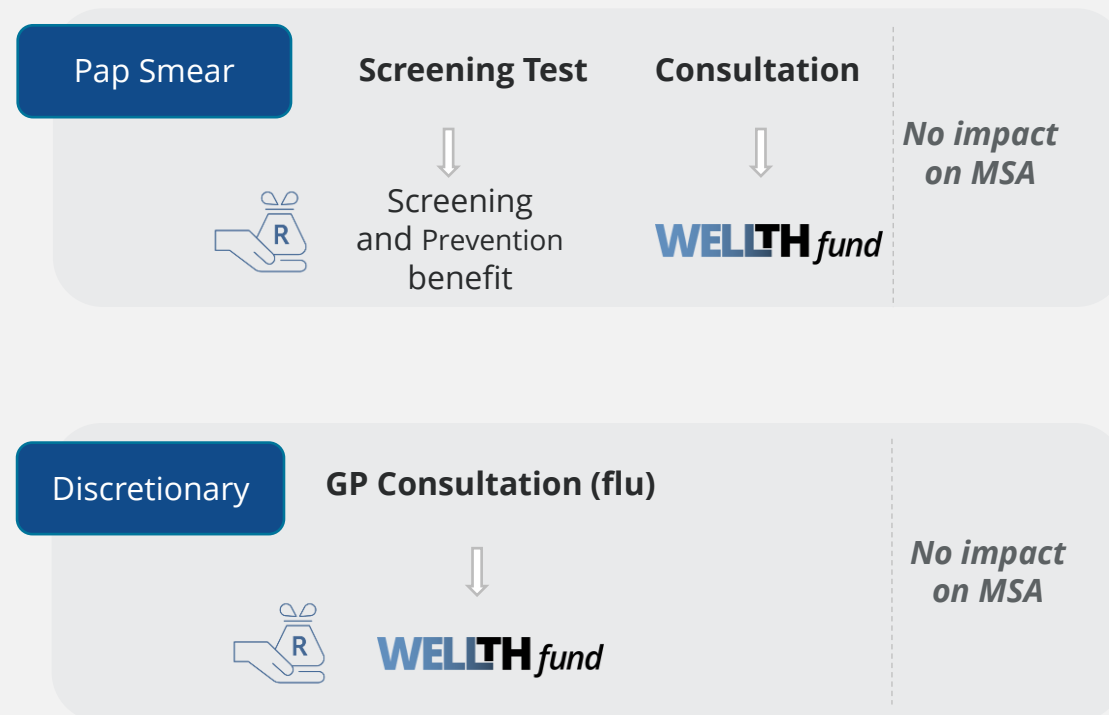 Pap Smear
Screening Test
Consultation
No impact
on MSA
R
Screening
and Prevention
benefit
WELLTH fund
Discretionary
GP Consultation (flu)
No impact
on MSA
R
WELLTH fund